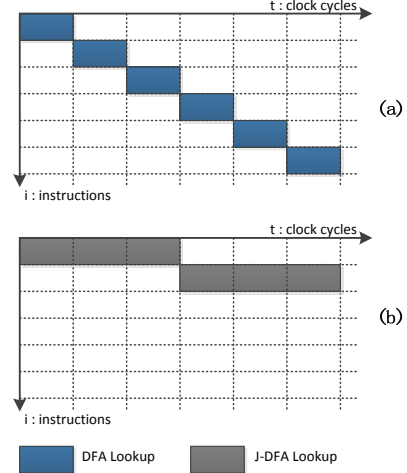 t : clock cycles
(a)
i : instructions
t : clock cycles
(b)
i : instructions
DFA Lookup
J-DFA Lookup